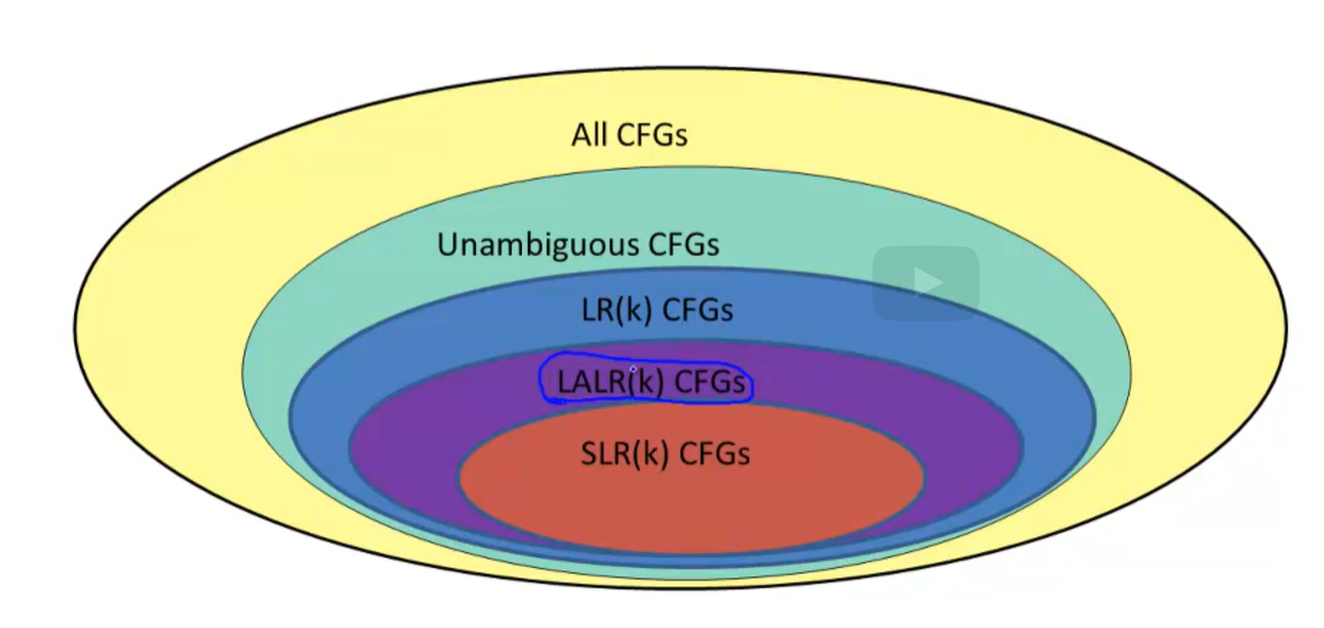 All CFGs
Unambiguous CFGs
LR(k) CFGs
LALR(k) CFGs
SLR(k) CFGs